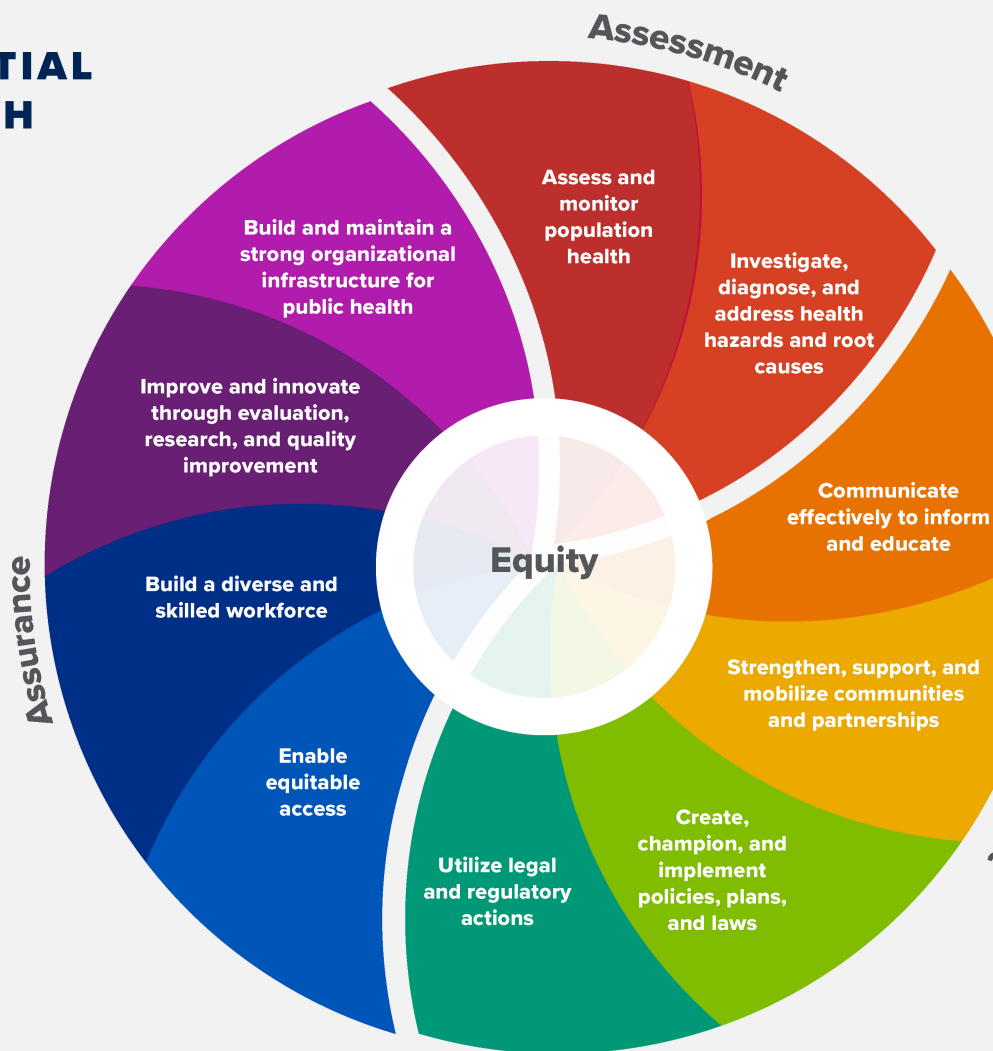 TIAL
H
Assessment
Assess and
monitor
population
health
Investigate,
diagnose, and
address health
hazards and root
causes
Communicate
effectively to inform
and educate
Strengthen, support, and
mobilize communities
and partnerships
Create,
champion, and
implement
policies, plans,
and laws
Utilize legal
and regulatory
actions
Enable
equitable
access
Build a diverse and
skilled workforce
Improve and innovate
through evaluation,
research, and quality
improvement
Build and maintain a
strong organizational
infrastructure for
public health
Assurance
Equity